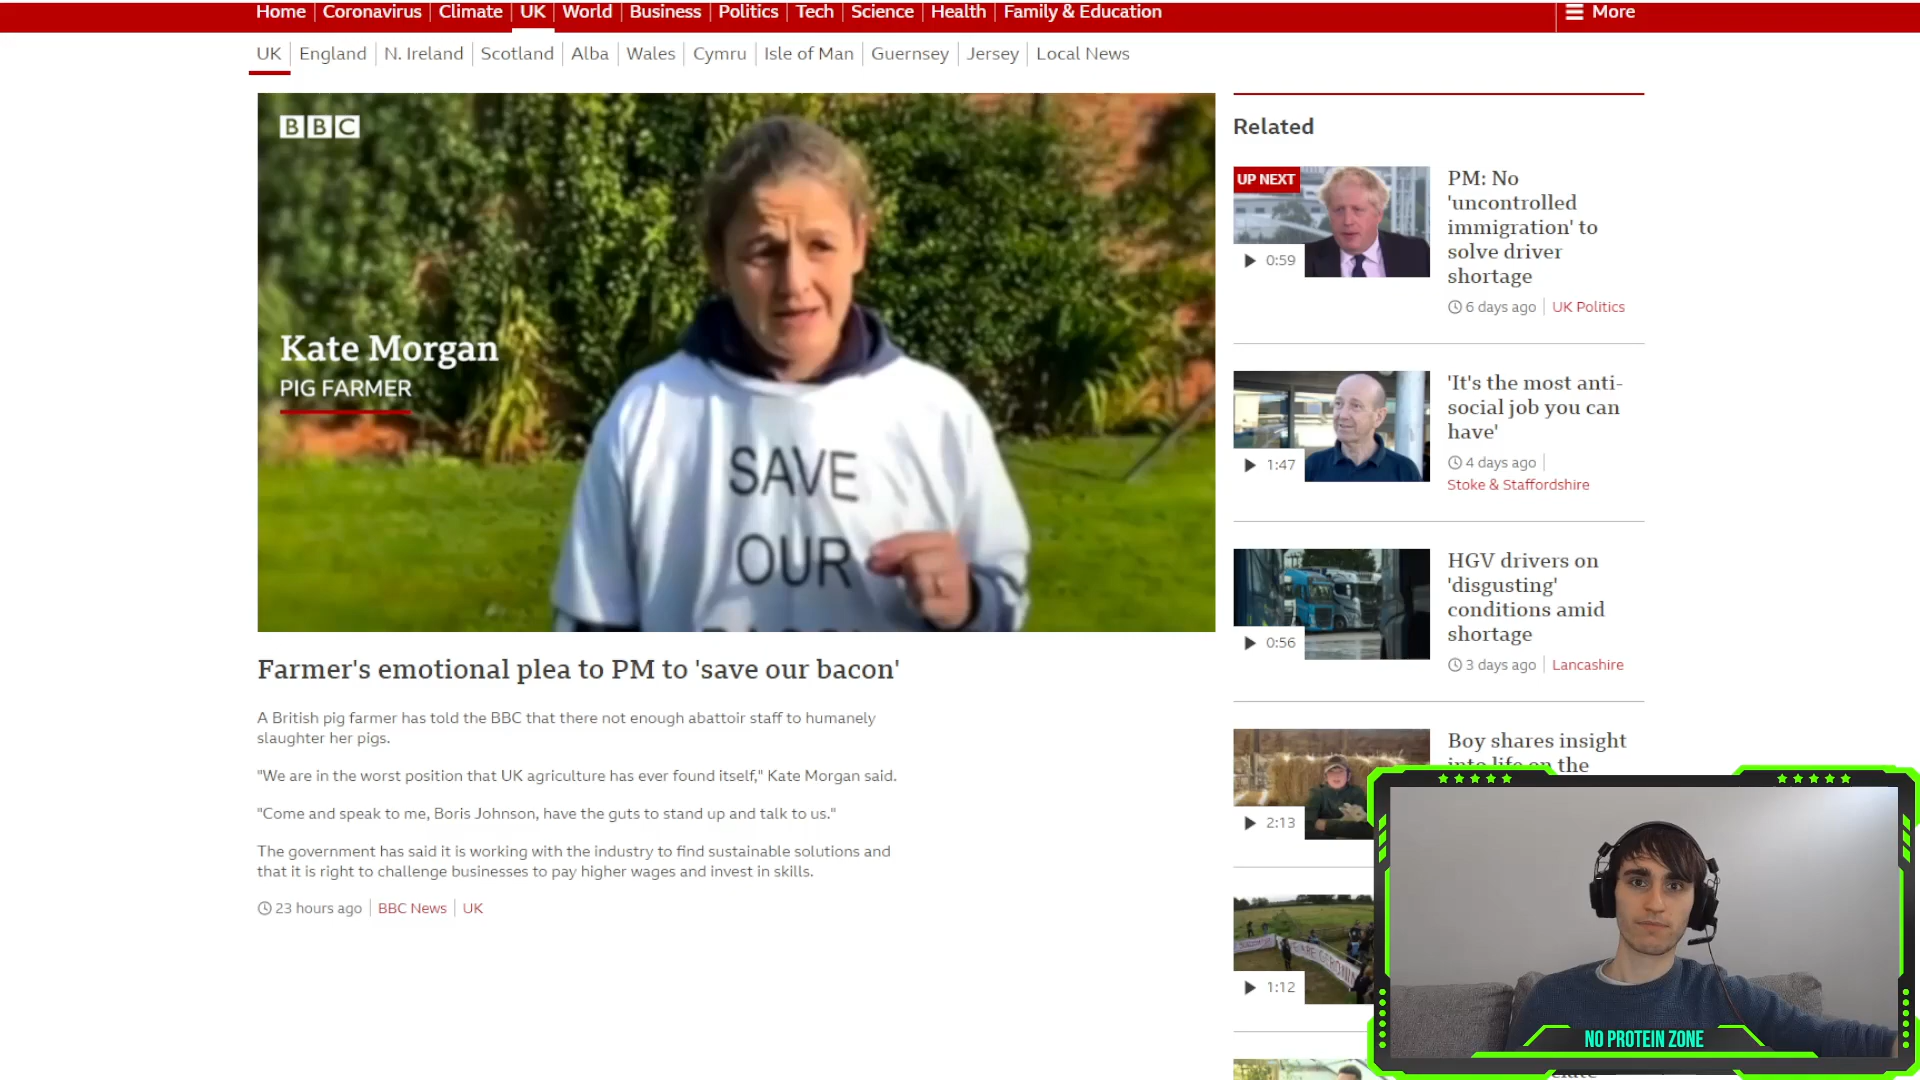 Home Coronavirus Climate UK World Business Politics Tech Science Health Family & Education More
UK England N. Ireland Scotland Alba Wales Cymru Isle of Man Guernsey Jersey Local News
BBC
Kate Morgan
PIG FARMER
SAVE
OUR
Farmer's emotional plea to PM to 'save our bacon'
A British pig farmer has told the BBC that there not enough abattoir staff to humanely
slaughter her pigs.
"We are in the worst position that UK agriculture has ever found itself," Kate Morgan said.
"Come and speak to me, Boris Johnson, have the guts to stand up and talk to us."
The government has said it is working with the industry to find sustainable solutions and
that it is right to challenge businesses to pay higher wages and invest in skills.
23 hours ago BBC News UK
Related
UP NEXT
0:59
PM: No
'uncontrolled
immigration' to
solve driver
shortage
6 days ago UK Politics
1:47
'It's the most anti-
social job you can
have'
4 days ago
Stoke & Staffordshire
0:56
HGV drivers on
'disgusting'
conditions amid
shortage
3 days ago Lancashire
2:13
Boy shares insight
into life on the
1:12
NO PROTEIN ZONE